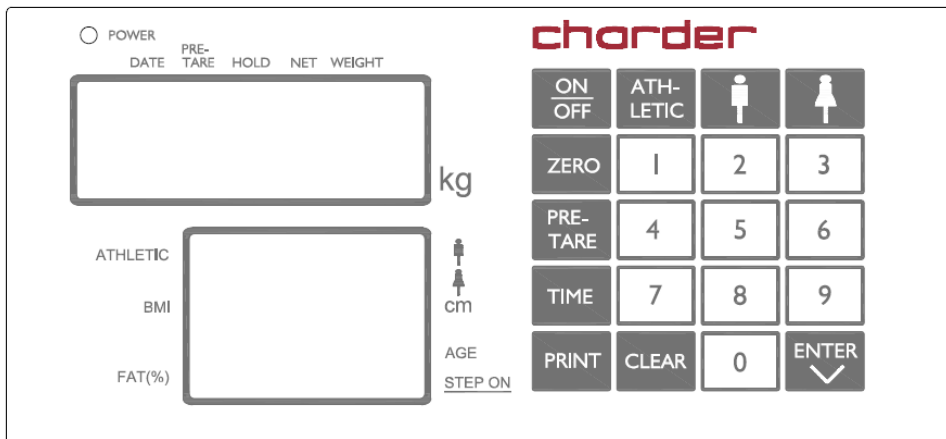 POWER
DATE PRE-TARE HOLD NET WEIGHT
kg
ATHLETIC
BMI
cm
AGE
FAT(%)
STEP ON
charder
ON OFF ATH-LETIC
ZERO 1 2 3
PRE-TARE 4 5 6
TIME 7 8 9
PRINT CLEAR 0 ENTER